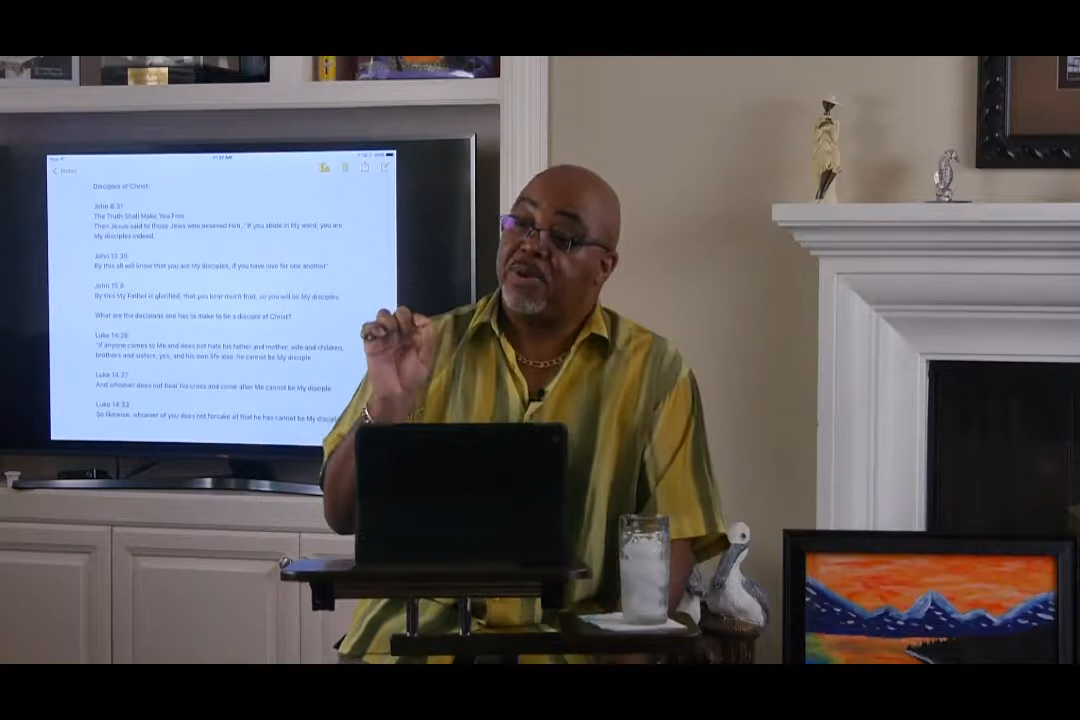 Notes
11:37 AM
Disciples of Christ:
John 8:31
The Truth Shall Make You Free
Then Jesus said to those Jews who believed Him, "If you abide in My word, you are
My disciples indeed.
John 13:35
By this all will know that you are My disciples, if you have love for one another"
John 15:8
By this My Father is glorified, that you bear much fruit, so you will be My disciples.
What are the decisions one has to make to be a disciple of Christ?
Luke 14:26
"If anyone comes to Me and does not hate his father and mother, wife and children,
brothers and sisters, yes, and his own life also, he cannot be My disciple
Luke 14:27
And whoever does not bear his cross and come after Me cannot be My disciple.
Luke 14:33
So likewise, whoever of you does not forsake all that he has cannot be My